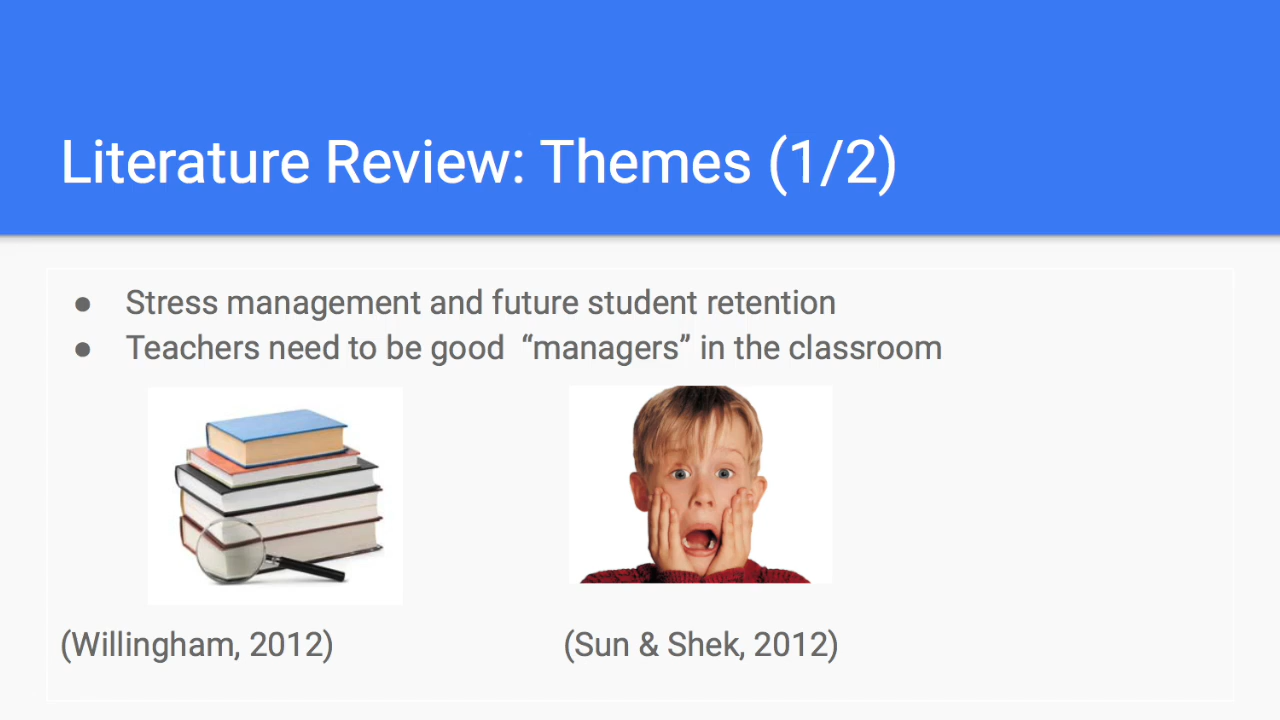 Literature Review: Themes (1/2)
● Stress management and future student retention
● Teachers need to be good “managers” in the classroom
(Willingham, 2012)
(Sun & Shek, 2012)